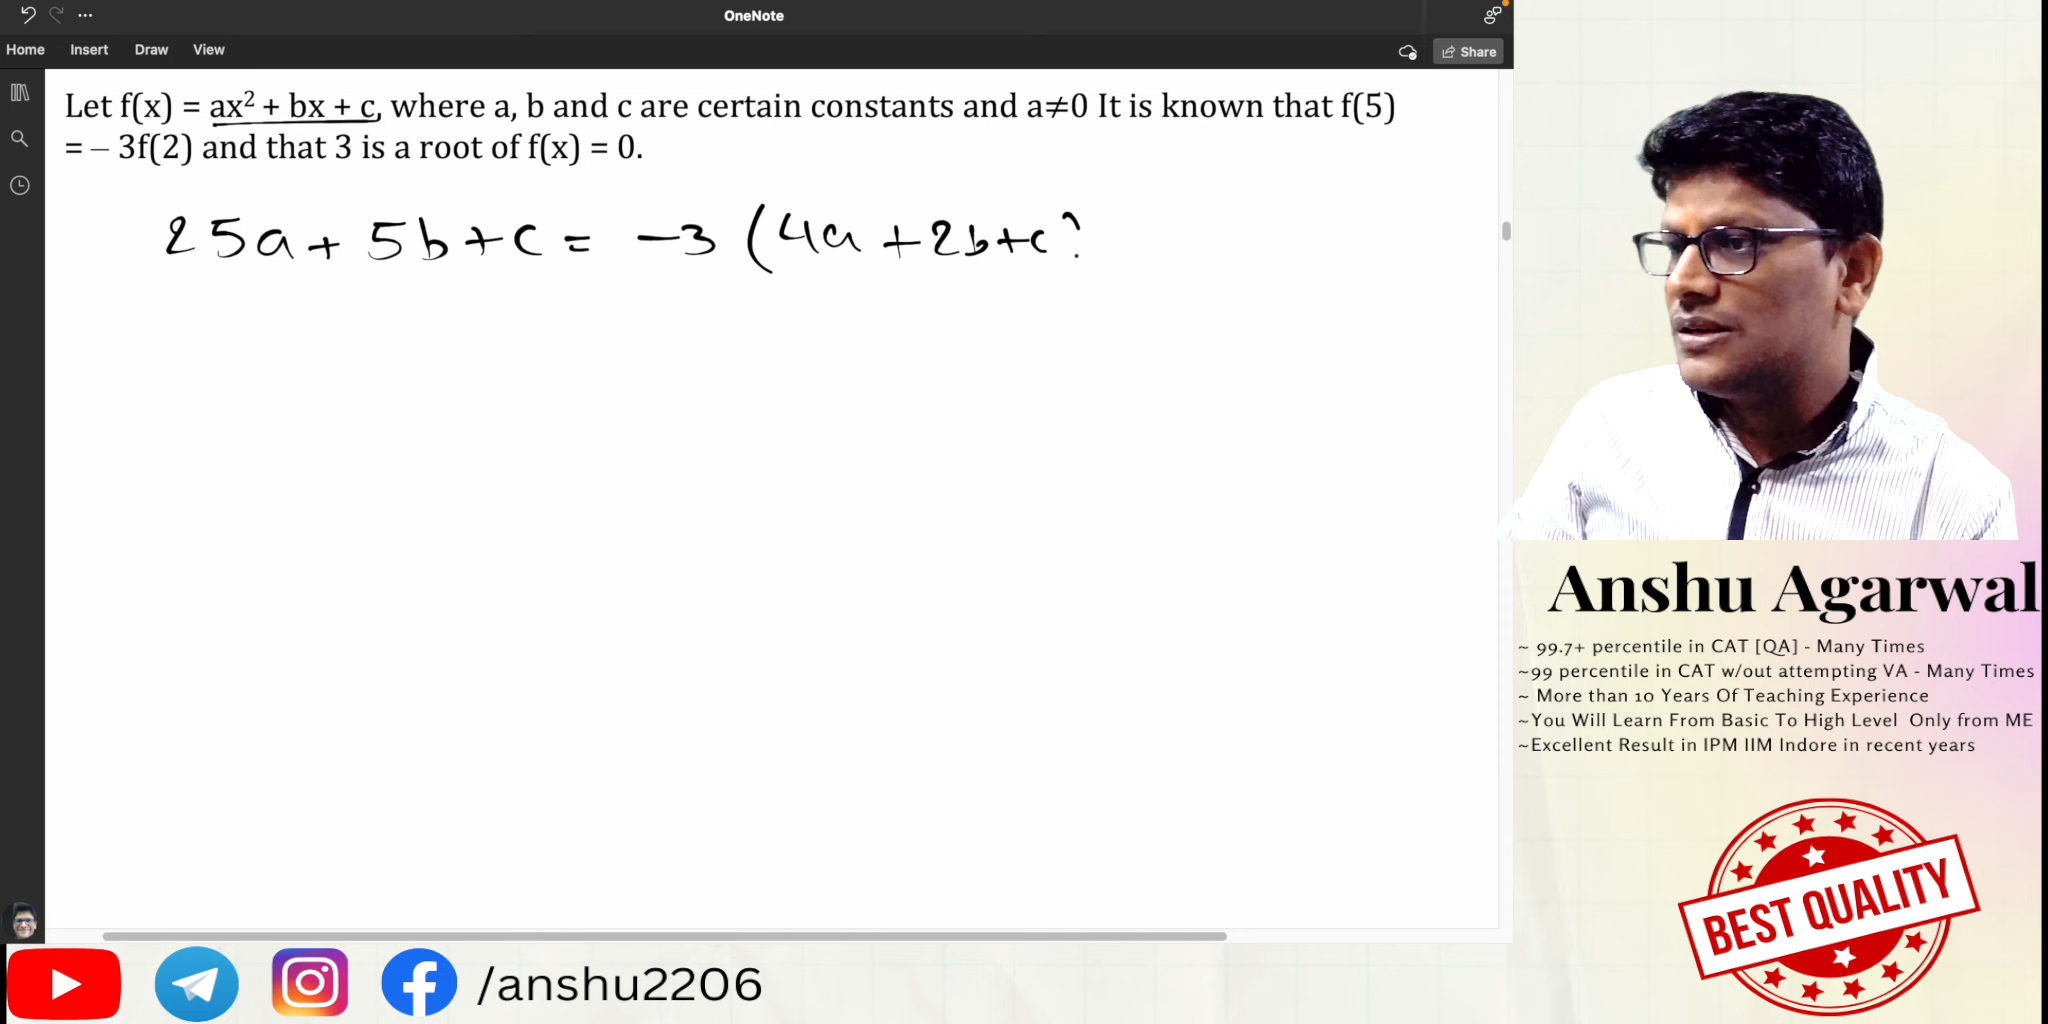 OneNote
Home Insert Draw View
Share
Let f(x) = ax² + bx + c, where a, b and c are certain constants and a≠0 It is known that f(5)
= – 3f(2) and that 3 is a root of f(x) = 0.
25a + 5b + c = -3 (4a + 2b + c)
Anshu Agarwal
~ 99.7+ percentile in CAT [QA] - Many Times
~99 percentile in CAT w/out attempting VA - Many Times
~ More than 10 Years Of Teaching Experience
~You Will Learn From Basic To High Level Only from ME
~Excellent Result in IPM IIM Indore in recent years
BEST QUALITY
/anshu2206